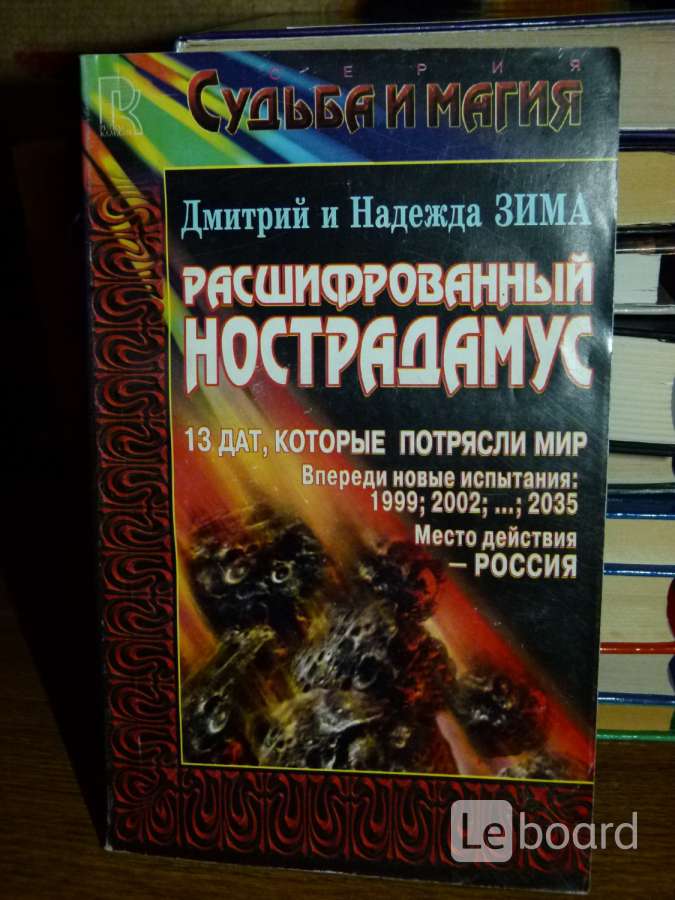 СЕРИЯ
СУДЬБА И МАГИЯ
Дмитрий и Надежда ЗИМА
РАСШИФРОВАННЫЙ
НОСТРАДАМУС
13 ДАТ, КОТОРЫЕ ПОТРЯСЛИ МИР
Впереди новые испытания:
1999; 2002; ...; 2035
Место действия
– РОССИЯ
Leboard